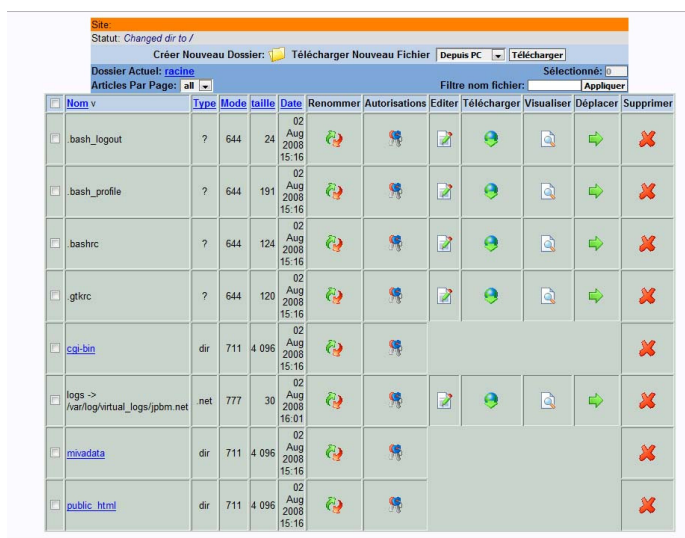 Site:
Statut: Changed dir to /
Créer Nouveau Dossier: Télécharger Nouveau Fichier Depuis PC Télécharger
Dossier Actuel: racine Sélectionné: 0
Articles Par Page: all Filtre nom fichier: Appliquer
Nom v Type Mode taille Date Renommer Autorisations Editer Télécharger Visualiser Déplacer Supprimer
.bash_logout ? 644 24 02 Aug 2008 15:16
.bash_profile ? 644 191 02 Aug 2008 15:16
.bashrc ? 644 124 02 Aug 2008 15:16
.gtkrc ? 644 120 02 Aug 2008 15:16
cgi-bin dir 711 4 096 02 Aug 2008 15:16
logs -> /var/log/virtual_logs/jpbm.net .net 777 30 02 Aug 2008 16:01
mivadata dir 711 4 096 02 Aug 2008 15:16
public_html dir 711 4 096 02 Aug 2008 15:16